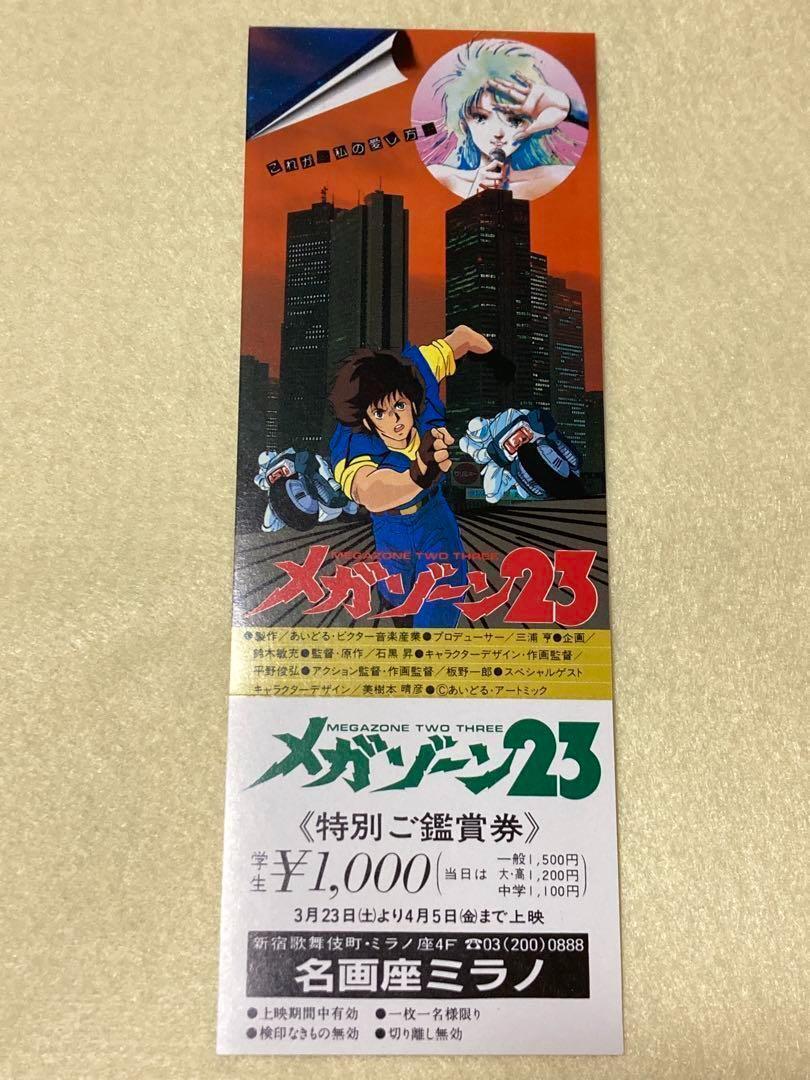 これが 私の愛し方
MEGAZONE TWO THREE
メガゾーン23
●製作／あいどる・ビクター音楽産業●プロデューサー／三浦 亨●企画／
鈴木敏充●監督・原作／石黒 昇●キャラクターデザイン・作画監督／
平野俊弘●アクション監督・作画監督／板野一郎●スペシャルゲスト
キャラクターデザイン／美樹本 晴彦●©あいどる・アートミック
MEGAZONE TWO THREE
メガゾーン23
《特別ご鑑賞券》
学生 ¥1,000(当日は 一般1,500円 大・高1,200円 中学1,100円)
3月23日(土)より4月5日(金)まで上映
新宿歌舞伎町・ミラノ座4F ☎03(200)0888
名画座ミラノ
●上映期間中有効 ●一枚一名様限り
●検印なきもの無効 ●切り離し無効